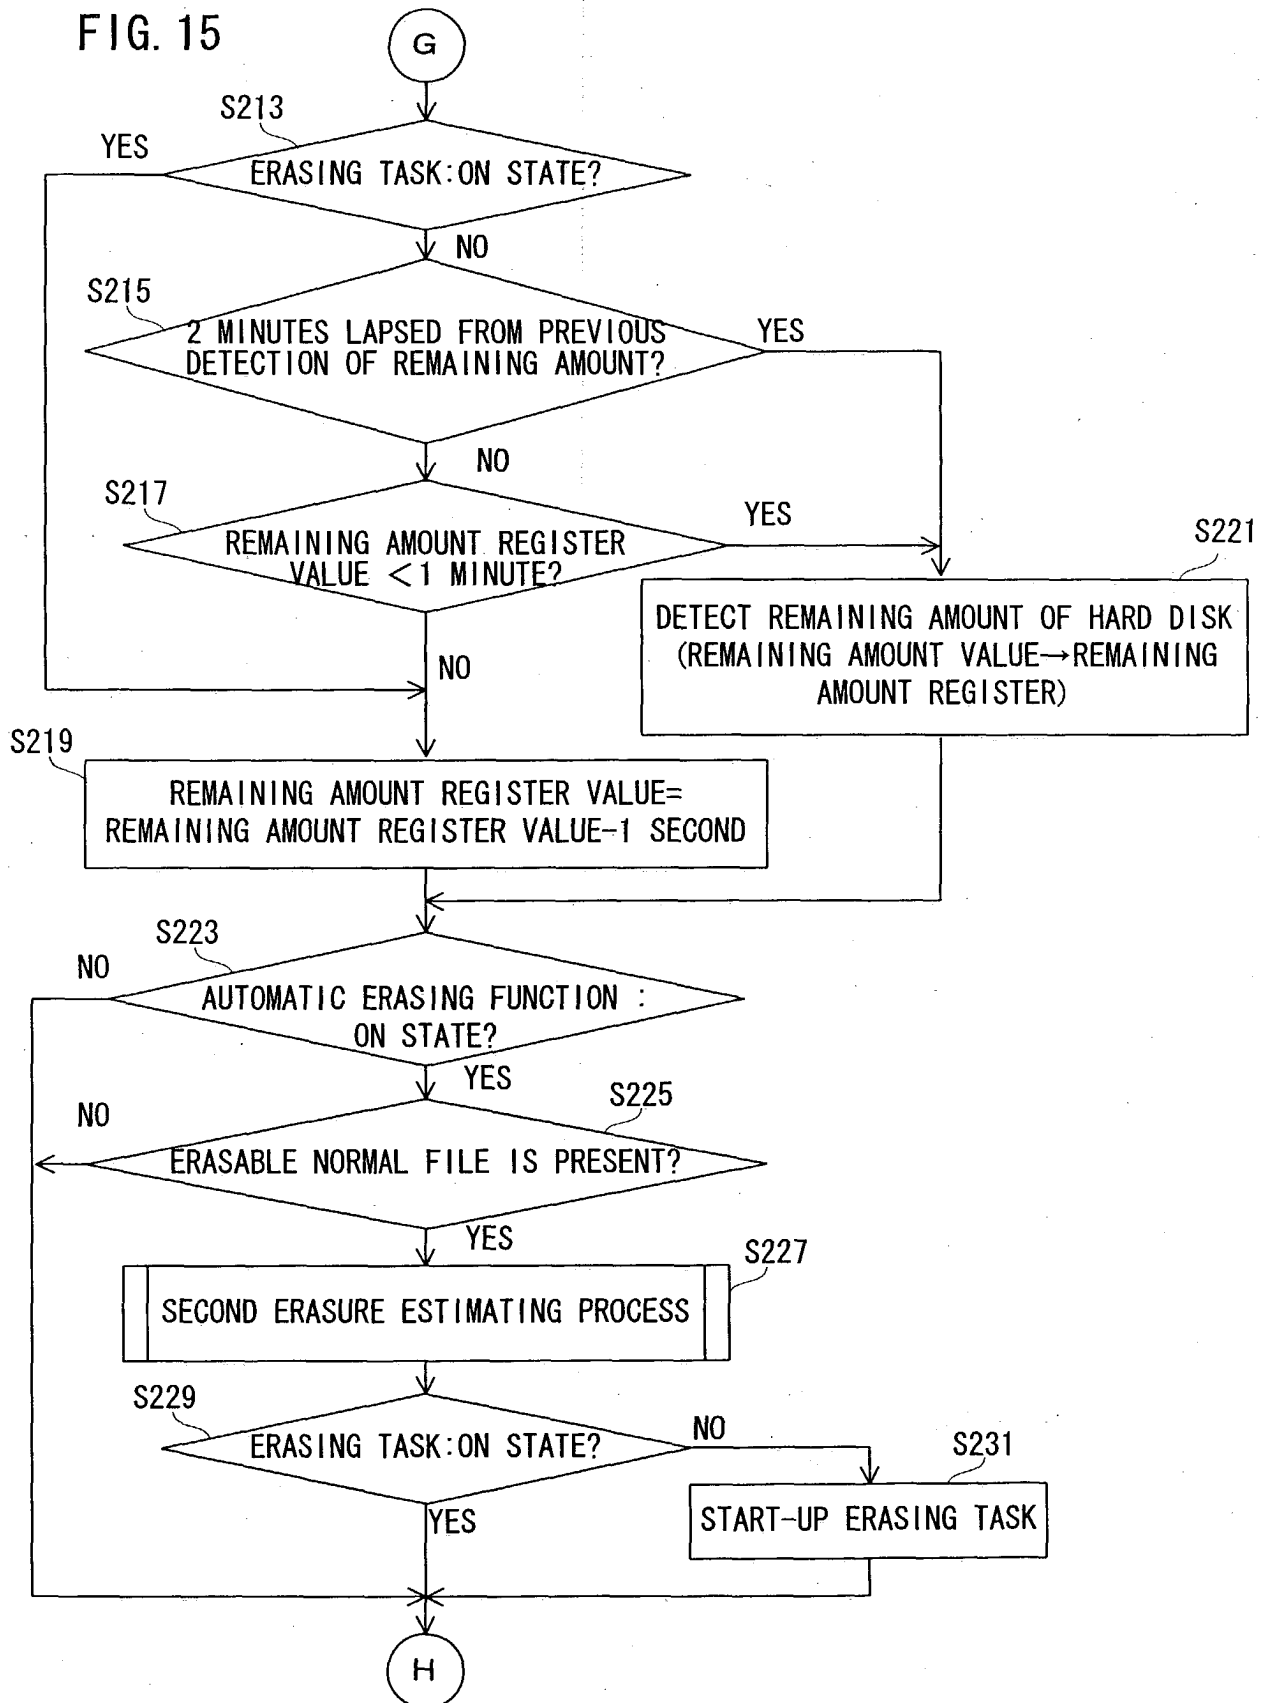 FIG. 15
G
S213
YES
ERASING TASK:ON STATE?
NO
S215
2 MINUTES LAPSED FROM PREVIOUS
DETECTION OF REMAINING AMOUNT?
YES
NO
S217
REMAINING AMOUNT REGISTER
VALUE <1 MINUTE?
YES
S221
DETECT REMAINING AMOUNT OF HARD DISK
(REMAINING AMOUNT VALUE→REMAINING
AMOUNT REGISTER)
NO
S219
REMAINING AMOUNT REGISTER VALUE=
REMAINING AMOUNT REGISTER VALUE-1 SECOND
S223
NO
AUTOMATIC ERASING FUNCTION :
ON STATE?
YES
S225
NO
ERASABLE NORMAL FILE IS PRESENT?
YES
S227
SECOND ERASURE ESTIMATING PROCESS
S229
ERASING TASK:ON STATE?
NO
S231
START-UP ERASING TASK
YES
H